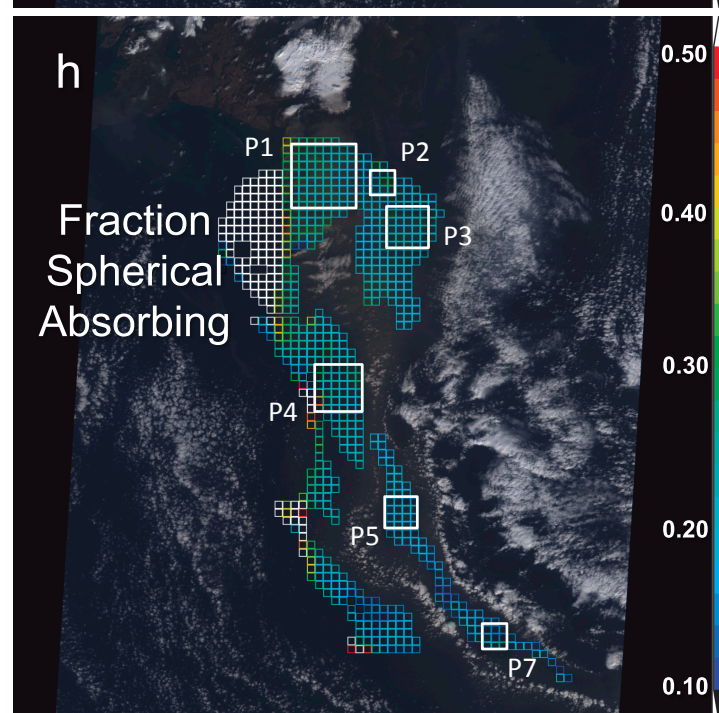 h
0.50
P1
P2
Fraction
0.40
P3
Spherical
Absorbing
0.30
P4
0.20
P5
P7
0.10